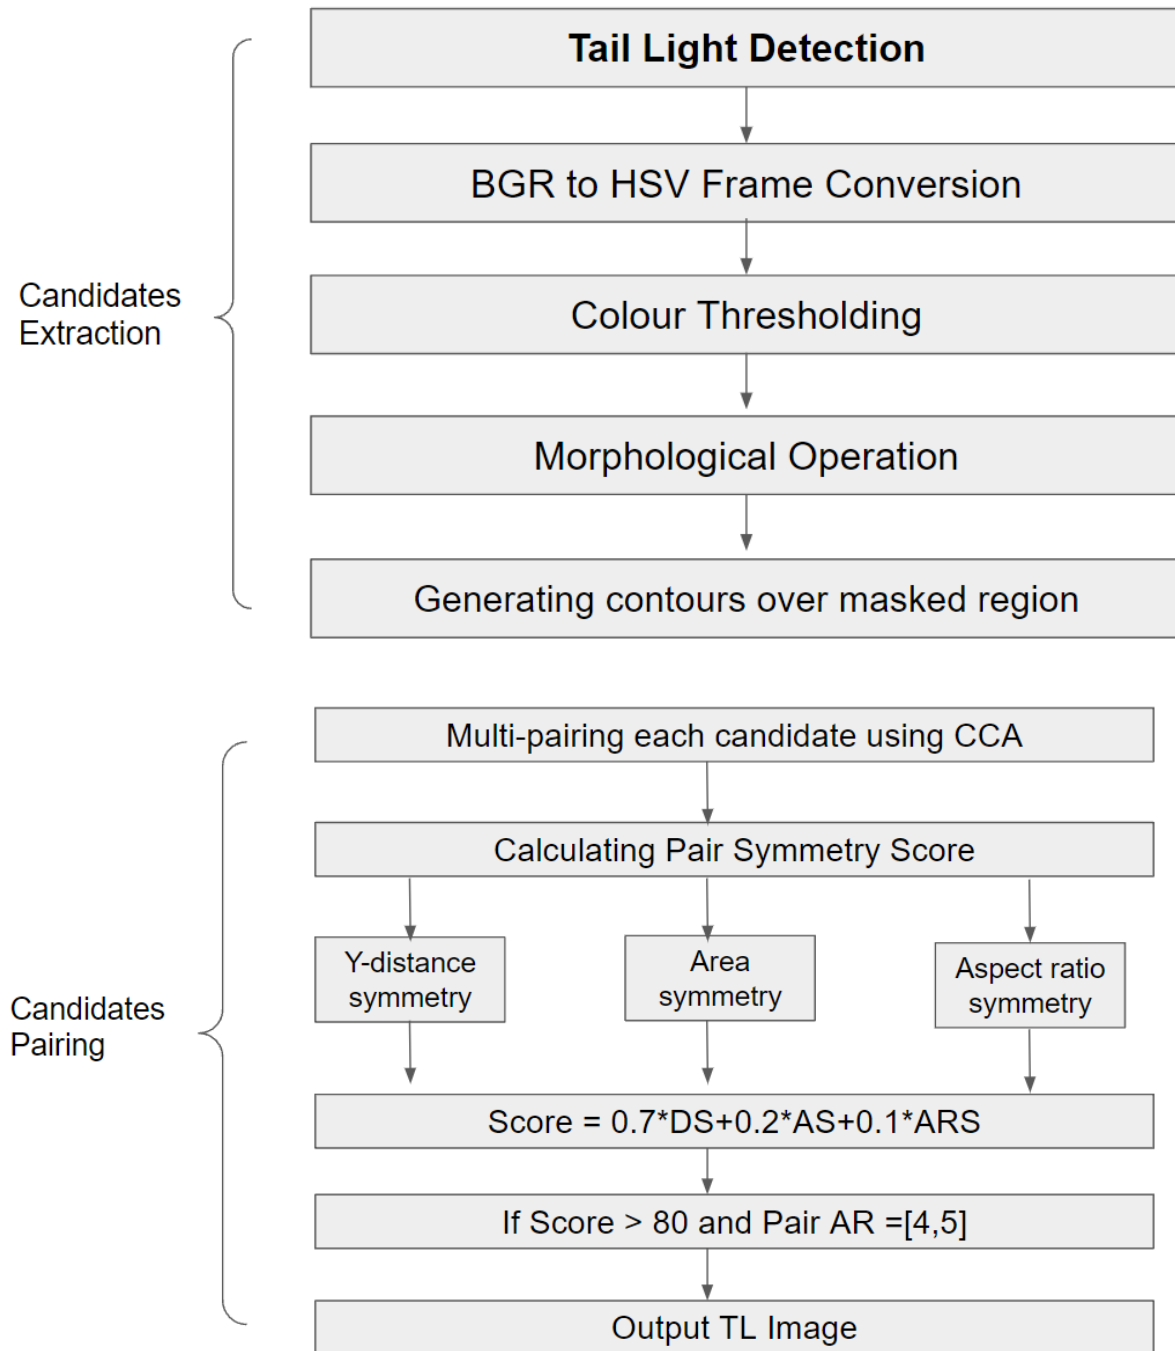 Tail Light Detection
BGR to HSV Frame Conversion
Candidates
Extraction
Colour Thresholding
Morphological Operation
Generating contours over masked region
Multi-pairing each candidate using CCA
Calculating Pair Symmetry Score
Y-distance
symmetry
Area
symmetry
Aspect ratio
symmetry
Candidates
Pairing
Score = 0.7*DS+0.2*AS+0.1*ARS
If Score > 80 and Pair AR =[4,5]
Output TL Image